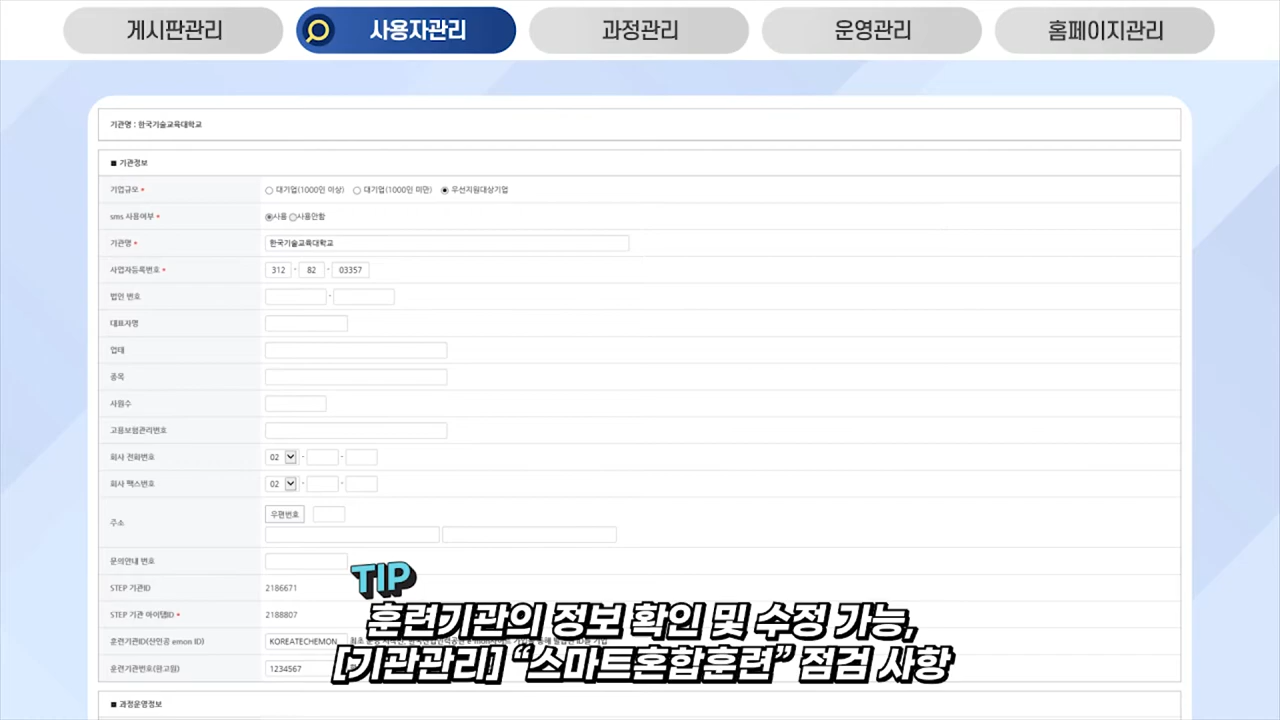 게시판관리 사용자관리 과정관리 운영관리 홈페이지관리
기관명 : 한국기술교육대학교
■ 기관정보
기업규모 * 대기업(1000인 이상) 대기업(1000인 미만) 우선지원대상기업
sms 사용여부 * 사용 사용안함
기관명 * 한국기술교육대학교
사업자등록번호 * 312 - 82 - 03357
법인 번호 -
대표자명
업태
종목
사원수
고용보험관리번호
회사 전화번호 02 - -
회사 팩스번호 02 - -
주소 우편번호
문의안내 번호
STEP 기관ID 2186671
STEP 기관 아이템ID * 2188807
훈련기관ID(산인공 emon ID) KOREATECHEMON
훈련기관번호(한고원) 1234567
TIP
훈련기관의 정보 확인 및 수정 가능,
[기관관리] “스마트혼합훈련” 점검 사항
■ 과정운영정보